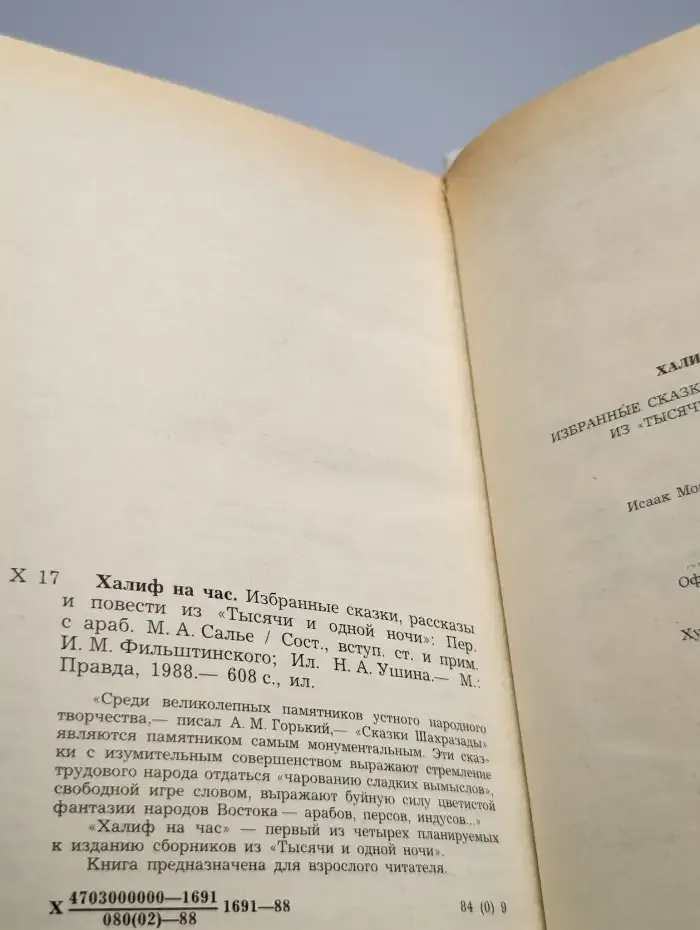 Х 17 Халиф на час. Избранные сказки, рассказы
и повести из «Тысячи и одной ночи»: Пер.
с араб. М. А. Салье / Сост., вступ. ст. и прим.
И. М. Фильштинского; Ил. Н. А. Ушина.— М.:
Правда, 1988.— 608 с., ил.
«Среди великолепных памятников устного народного
творчества,— писал А. М. Горький,— «Сказки Шахразады»
являются памятником самым монументальным. Эти сказ-
ки с изумительным совершенством выражают стремление
трудового народа отдаться «чарованию сладких вымыслов»,
свободной игре словом, выражают буйную силу цветистой
фантазии народов Востока — арабов, персов, индусов...»
«Халиф на час» — первый из четырех планируемых
к изданию сборников из «Тысячи и одной ночи».
Книга предназначена для взрослого читателя.
Х 4703000000—1691
080(02)—88
1691—88
84 (0) 9
ХАЛИ
ИЗБРАННЫЕ СКАЗК
ИЗ «ТЫСЯЧИ
Исаак Мо
Оф
Ху